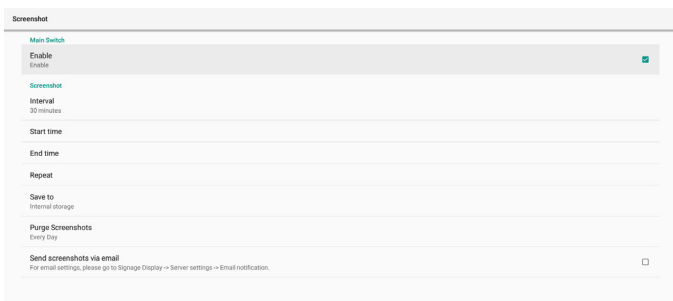 Screenshot
Main Switch
Enable
Enable
Screenshot
Interval
30 minutes
Start time
End time
Repeat
Save to
Internal storage
Purge Screenshots
Every Day
Send screenshots via email
For email settings, please go to Signage Display -> Server settings -> Email notification.